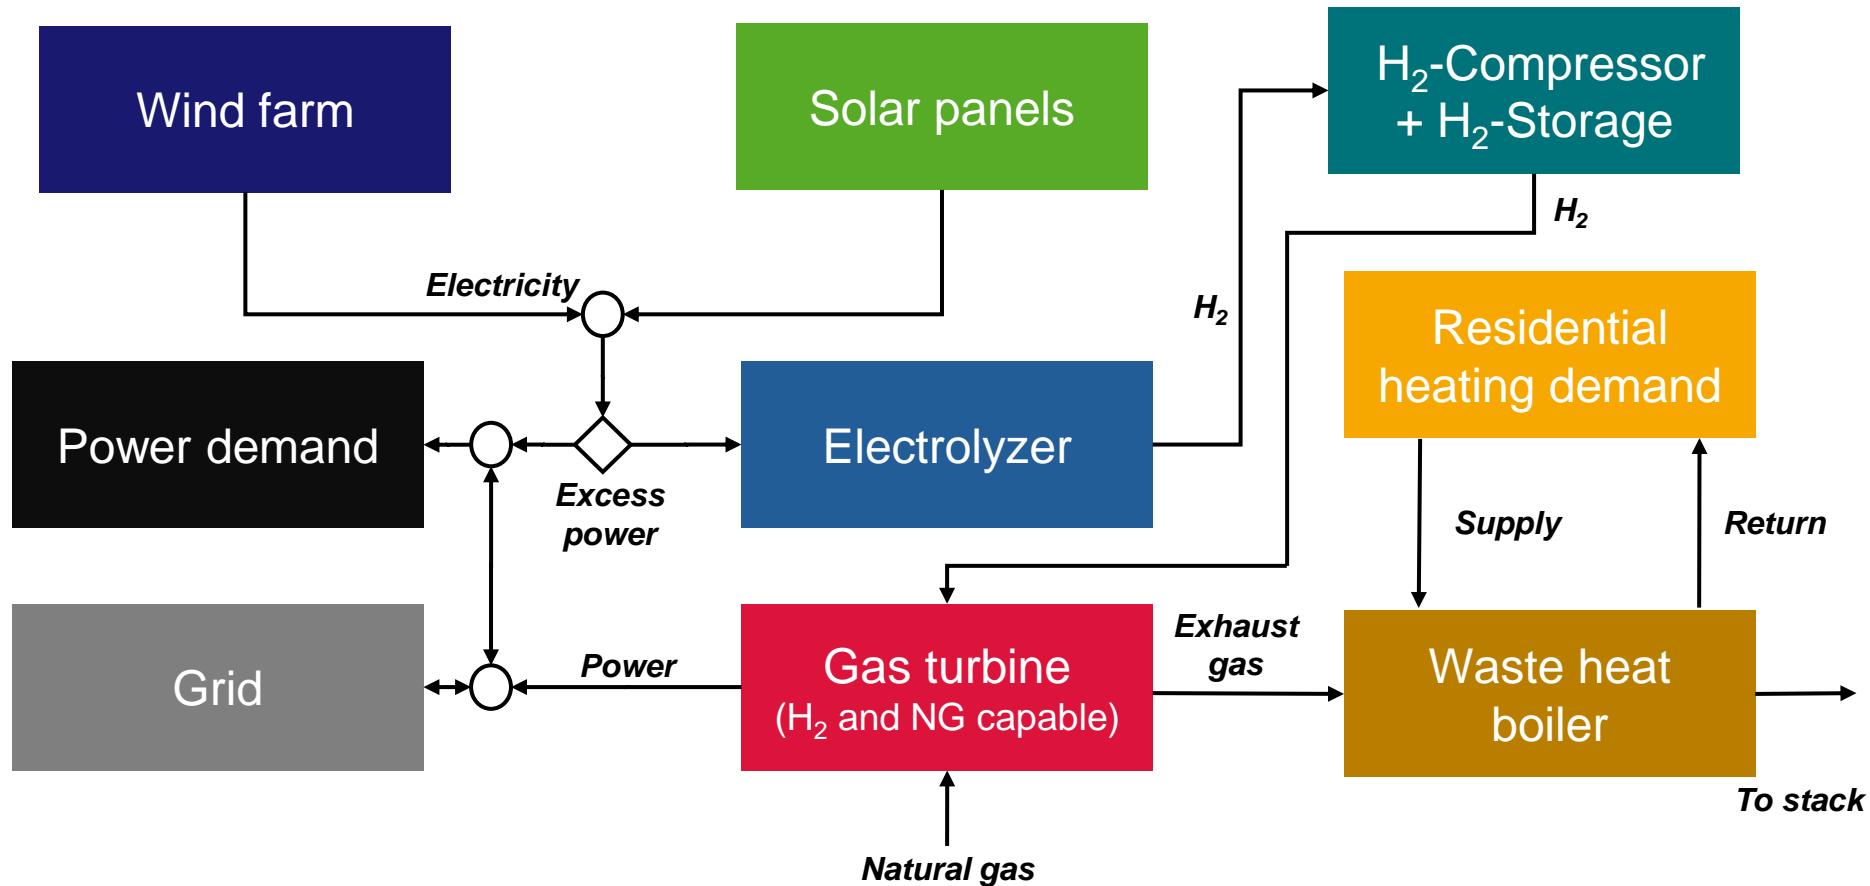 Wind farm
Solar panels
H₂-Compressor
+ H₂-Storage
H₂
Electricity
H₂
Residential
heating demand
Power demand
Electrolyzer
Excess
power
Supply
Return
Grid
Power
Gas turbine
(H₂ and NG capable)
Exhaust
gas
Waste heat
boiler
To stack
Natural gas